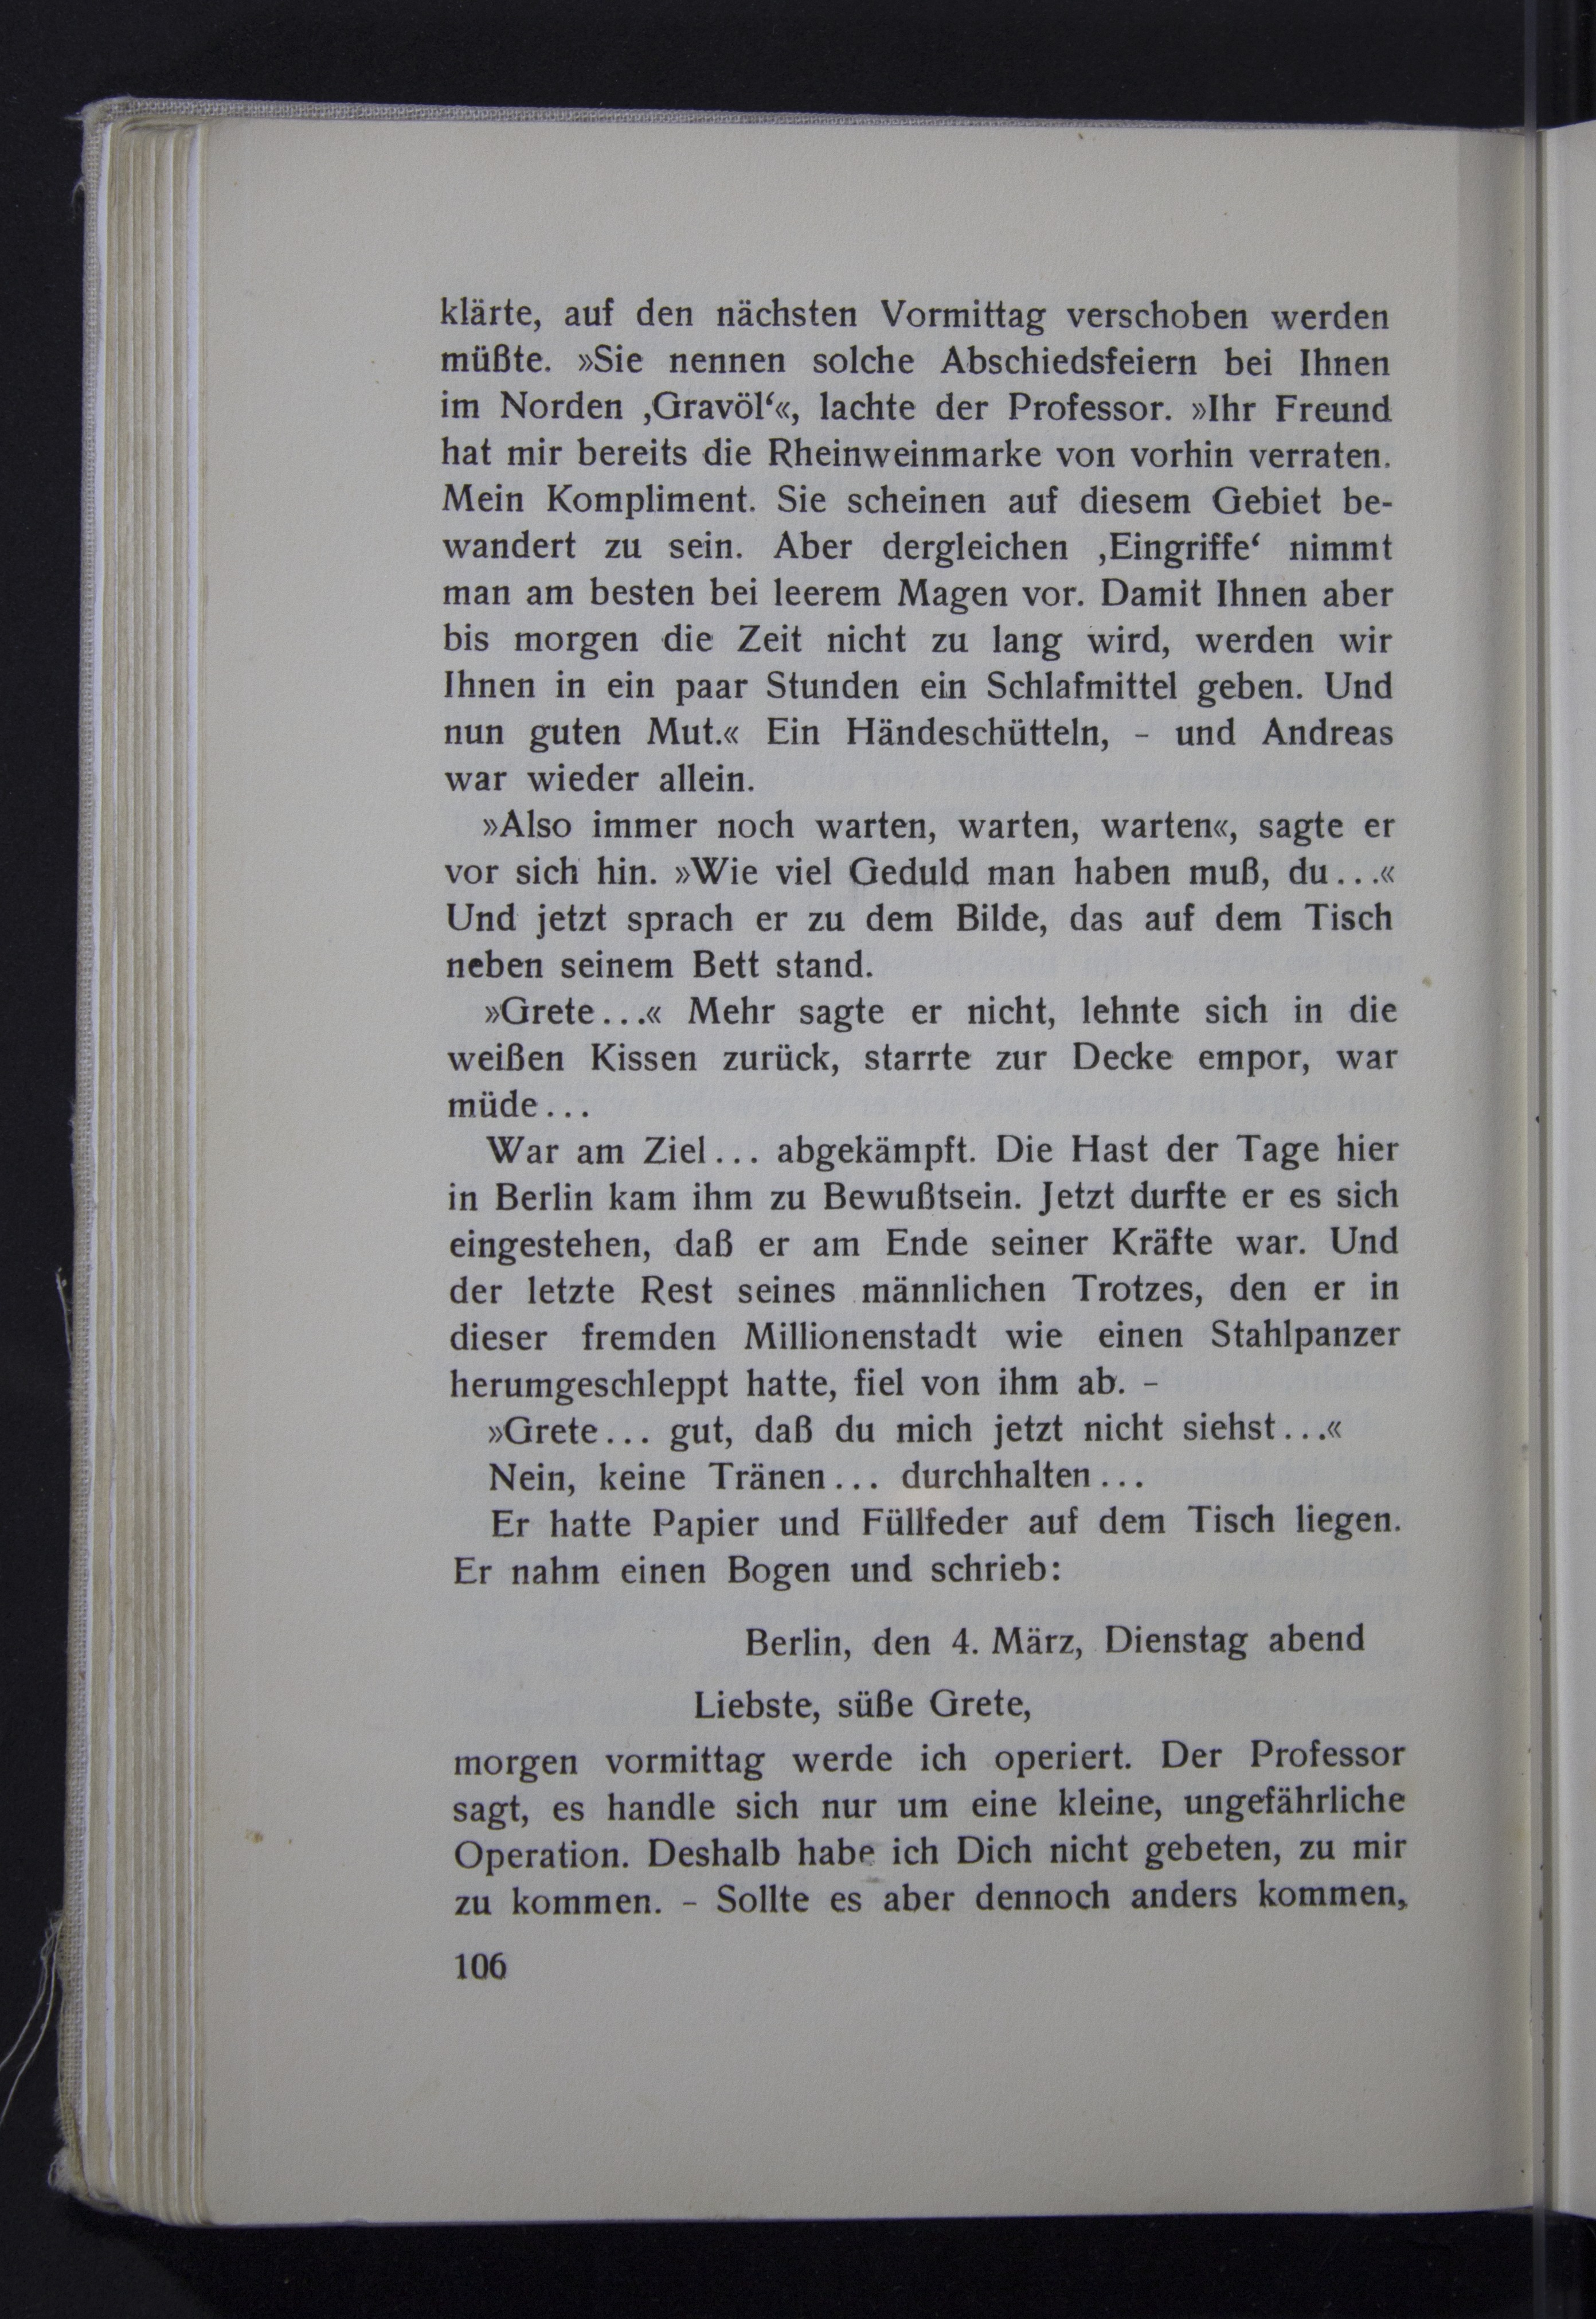 klärte, auf den nächsten Vormittag verschoben werden
müßte. »Sie nennen solche Abschiedsfeiern bei Ihnen
im Norden ‚Gravöl‘«, lachte der Professor. »Ihr Freund
hat mir bereits die Rheinweinmarke von vorhin verraten.
Mein Kompliment. Sie scheinen auf diesem Gebiet be-
wandert zu sein. Aber dergleichen ‚Eingriffe‘ nimmt
man am besten bei leerem Magen vor. Damit Ihnen aber
bis morgen die Zeit nicht zu lang wird, werden wir
Ihnen in ein paar Stunden ein Schlafmittel geben. Und
nun guten Mut.« Ein Händeschütteln, – und Andreas
war wieder allein.
»Also immer noch warten, warten, warten«, sagte er
vor sich hin. »Wie viel Geduld man haben muß, du...«
Und jetzt sprach er zu dem Bilde, das auf dem Tisch
neben seinem Bett stand.
»Grete...« Mehr sagte er nicht, lehnte sich in die
weißen Kissen zurück, starrte zur Decke empor, war
müde...
War am Ziel... abgekämpft. Die Hast der Tage hier
in Berlin kam ihm zu Bewußtsein. Jetzt durfte er es sich
eingestehen, daß er am Ende seiner Kräfte war. Und
der letzte Rest seines männlichen Trotzes, den er in
dieser fremden Millionenstadt wie einen Stahlpanzer
herumgeschleppt hatte, fiel von ihm ab. –
»Grete... gut, daß du mich jetzt nicht siehst...«
Nein, keine Tränen... durchhalten...
Er hatte Papier und Füllfeder auf dem Tisch liegen.
Er nahm einen Bogen und schrieb:
Berlin, den 4. März, Dienstag abend
Liebste, süße Grete,
morgen vormittag werde ich operiert. Der Professor
sagt, es handle sich nur um eine kleine, ungefährliche
Operation. Deshalb habe ich Dich nicht gebeten, zu mir
zu kommen. – Sollte es aber dennoch anders kommen,
106